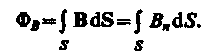 Φ_B = ∫_S B dS = ∫_S B_n dS.